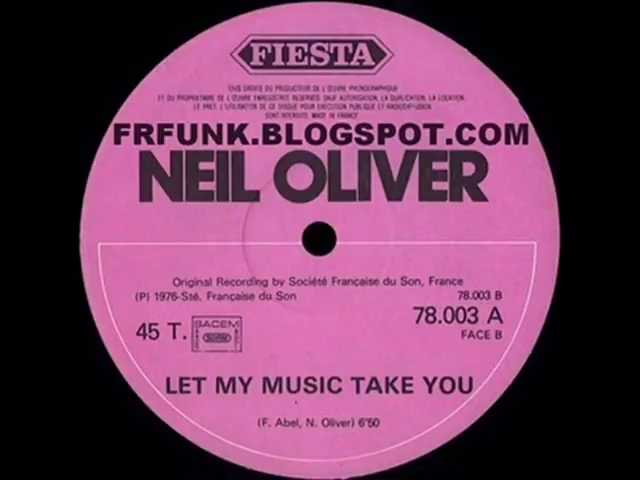 FIESTA
TOUS DROITS DU PRODUCTEUR DE L'ŒUVRE PHONOGRAPHIQUE
ET DU PROPRIETAIRE DE L'ŒUVRE ENREGISTREE RESERVES. SAUF AUTORISATION, LA DUPLICATION, LA LOCATION,
LE PRET, L'UTILISATION DE CE DISQUE POUR EXECUTION PUBLIQUE ET RADIODIFFUSION
SONT INTERDITS. MADE IN FRANCE
FRFUNK.BLOGSPOT.COM
NEIL OLIVER
Original Recording by Société Française du Son, France
(P) 1976-Sté. Française du Son
78.003 B
78.003 A
FACE B
45 T.
SACEM
LET MY MUSIC TAKE YOU
(F. Abel, N. Oliver) 6'50